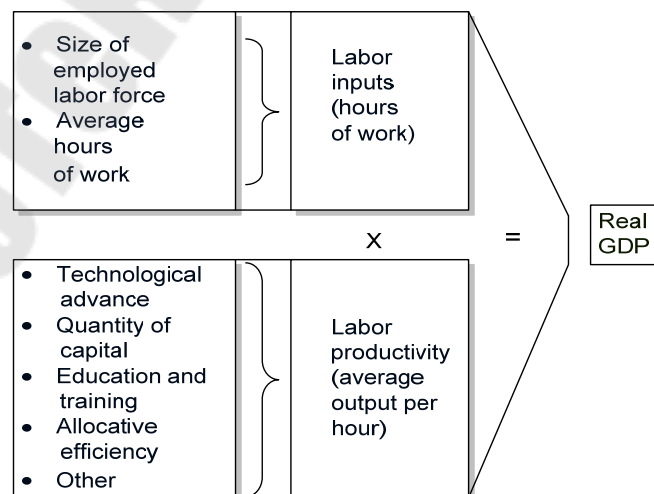 • Size of
employed
labor force
• Average
hours
of work
Labor
inputs
(hours
of work)
x
=
Real
GDP
• Technological
advance
• Quantity of
capital
• Education and
training
• Allocative
efficiency
• Other
Labor
productivity
(average
output per
hour)